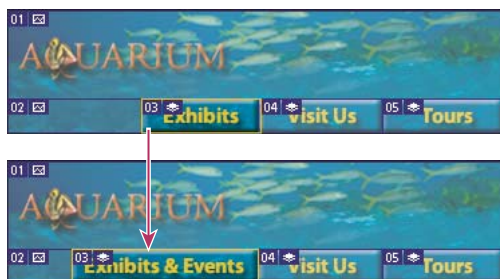 01
AQUARIUM
02 03 Exhibits 04 Visit Us 05 Tours
01
AQUARIUM
02 03 Exhibits & Events 04 Visit Us 05 Tours